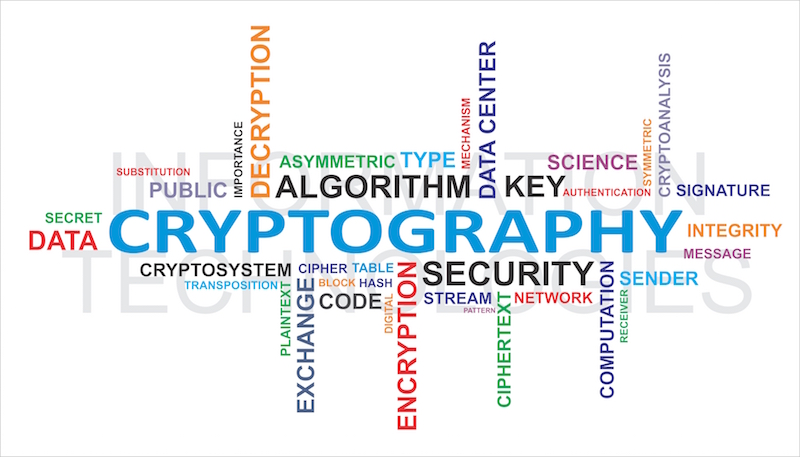 INFORMATION
TECHNOLOGIES
DECRYPTION
IMPORTANCE
MECHANISM
DATA CENTER
SYMMETRIC
CRYPTOANALYSIS
ASYMMETRIC
TYPE
SCIENCE
SUBSTITUTION
PUBLIC
ALGORITHM
KEY
AUTHENTICATION
SIGNATURE
SECRET
DATA
CRYPTOGRAPHY
INTEGRITY
MESSAGE
CRYPTOSYSTEM
CIPHER
TABLE
SECURITY
SENDER
TRANSPOSITION
BLOCK
HASH
PLAINTEXT
EXCHANGE
CODE
DIGITAL
ENCRYPTION
STREAM
PATTERN
CIPHERTEXT
NETWORK
COMPUTATION
RECEIVER